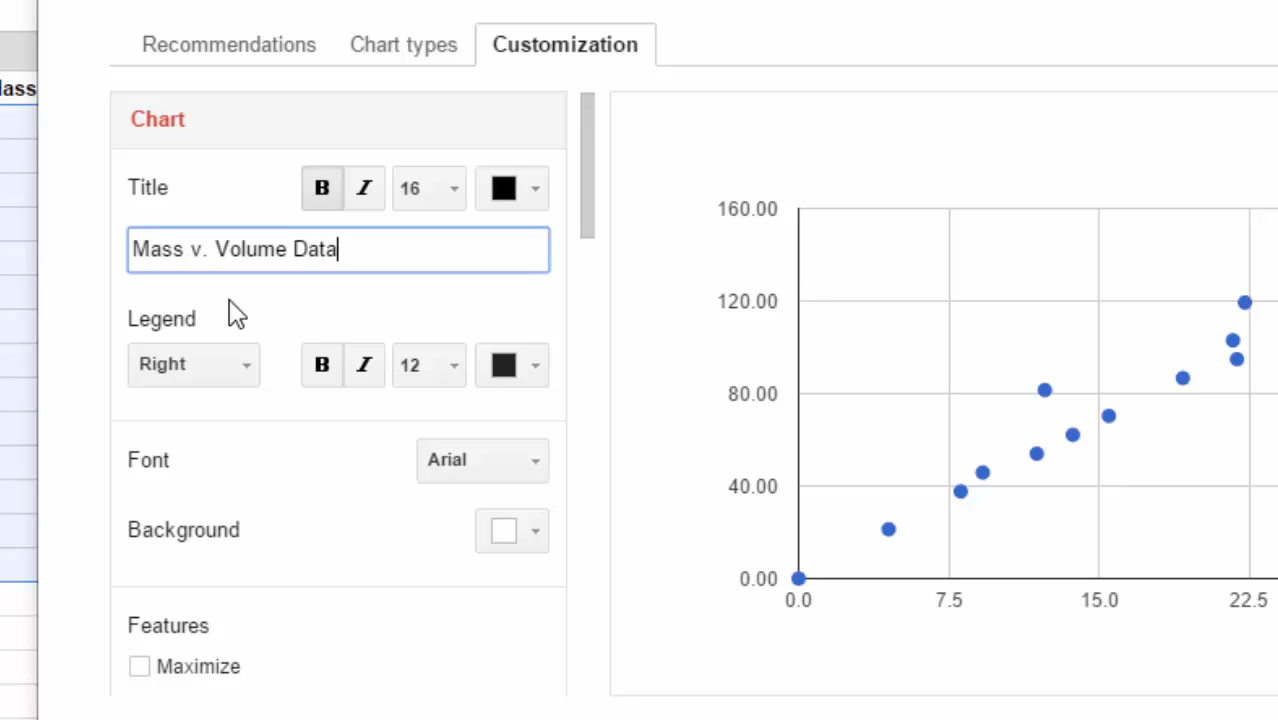 Recommendations Chart types Customization
ass
Chart
Title B I 16
Mass v. Volume Data
Legend
Right B I 12
Font Arial
Background
Features
Maximize
160.00
120.00
80.00
40.00
0.00
0.0 7.5 15.0 22.5